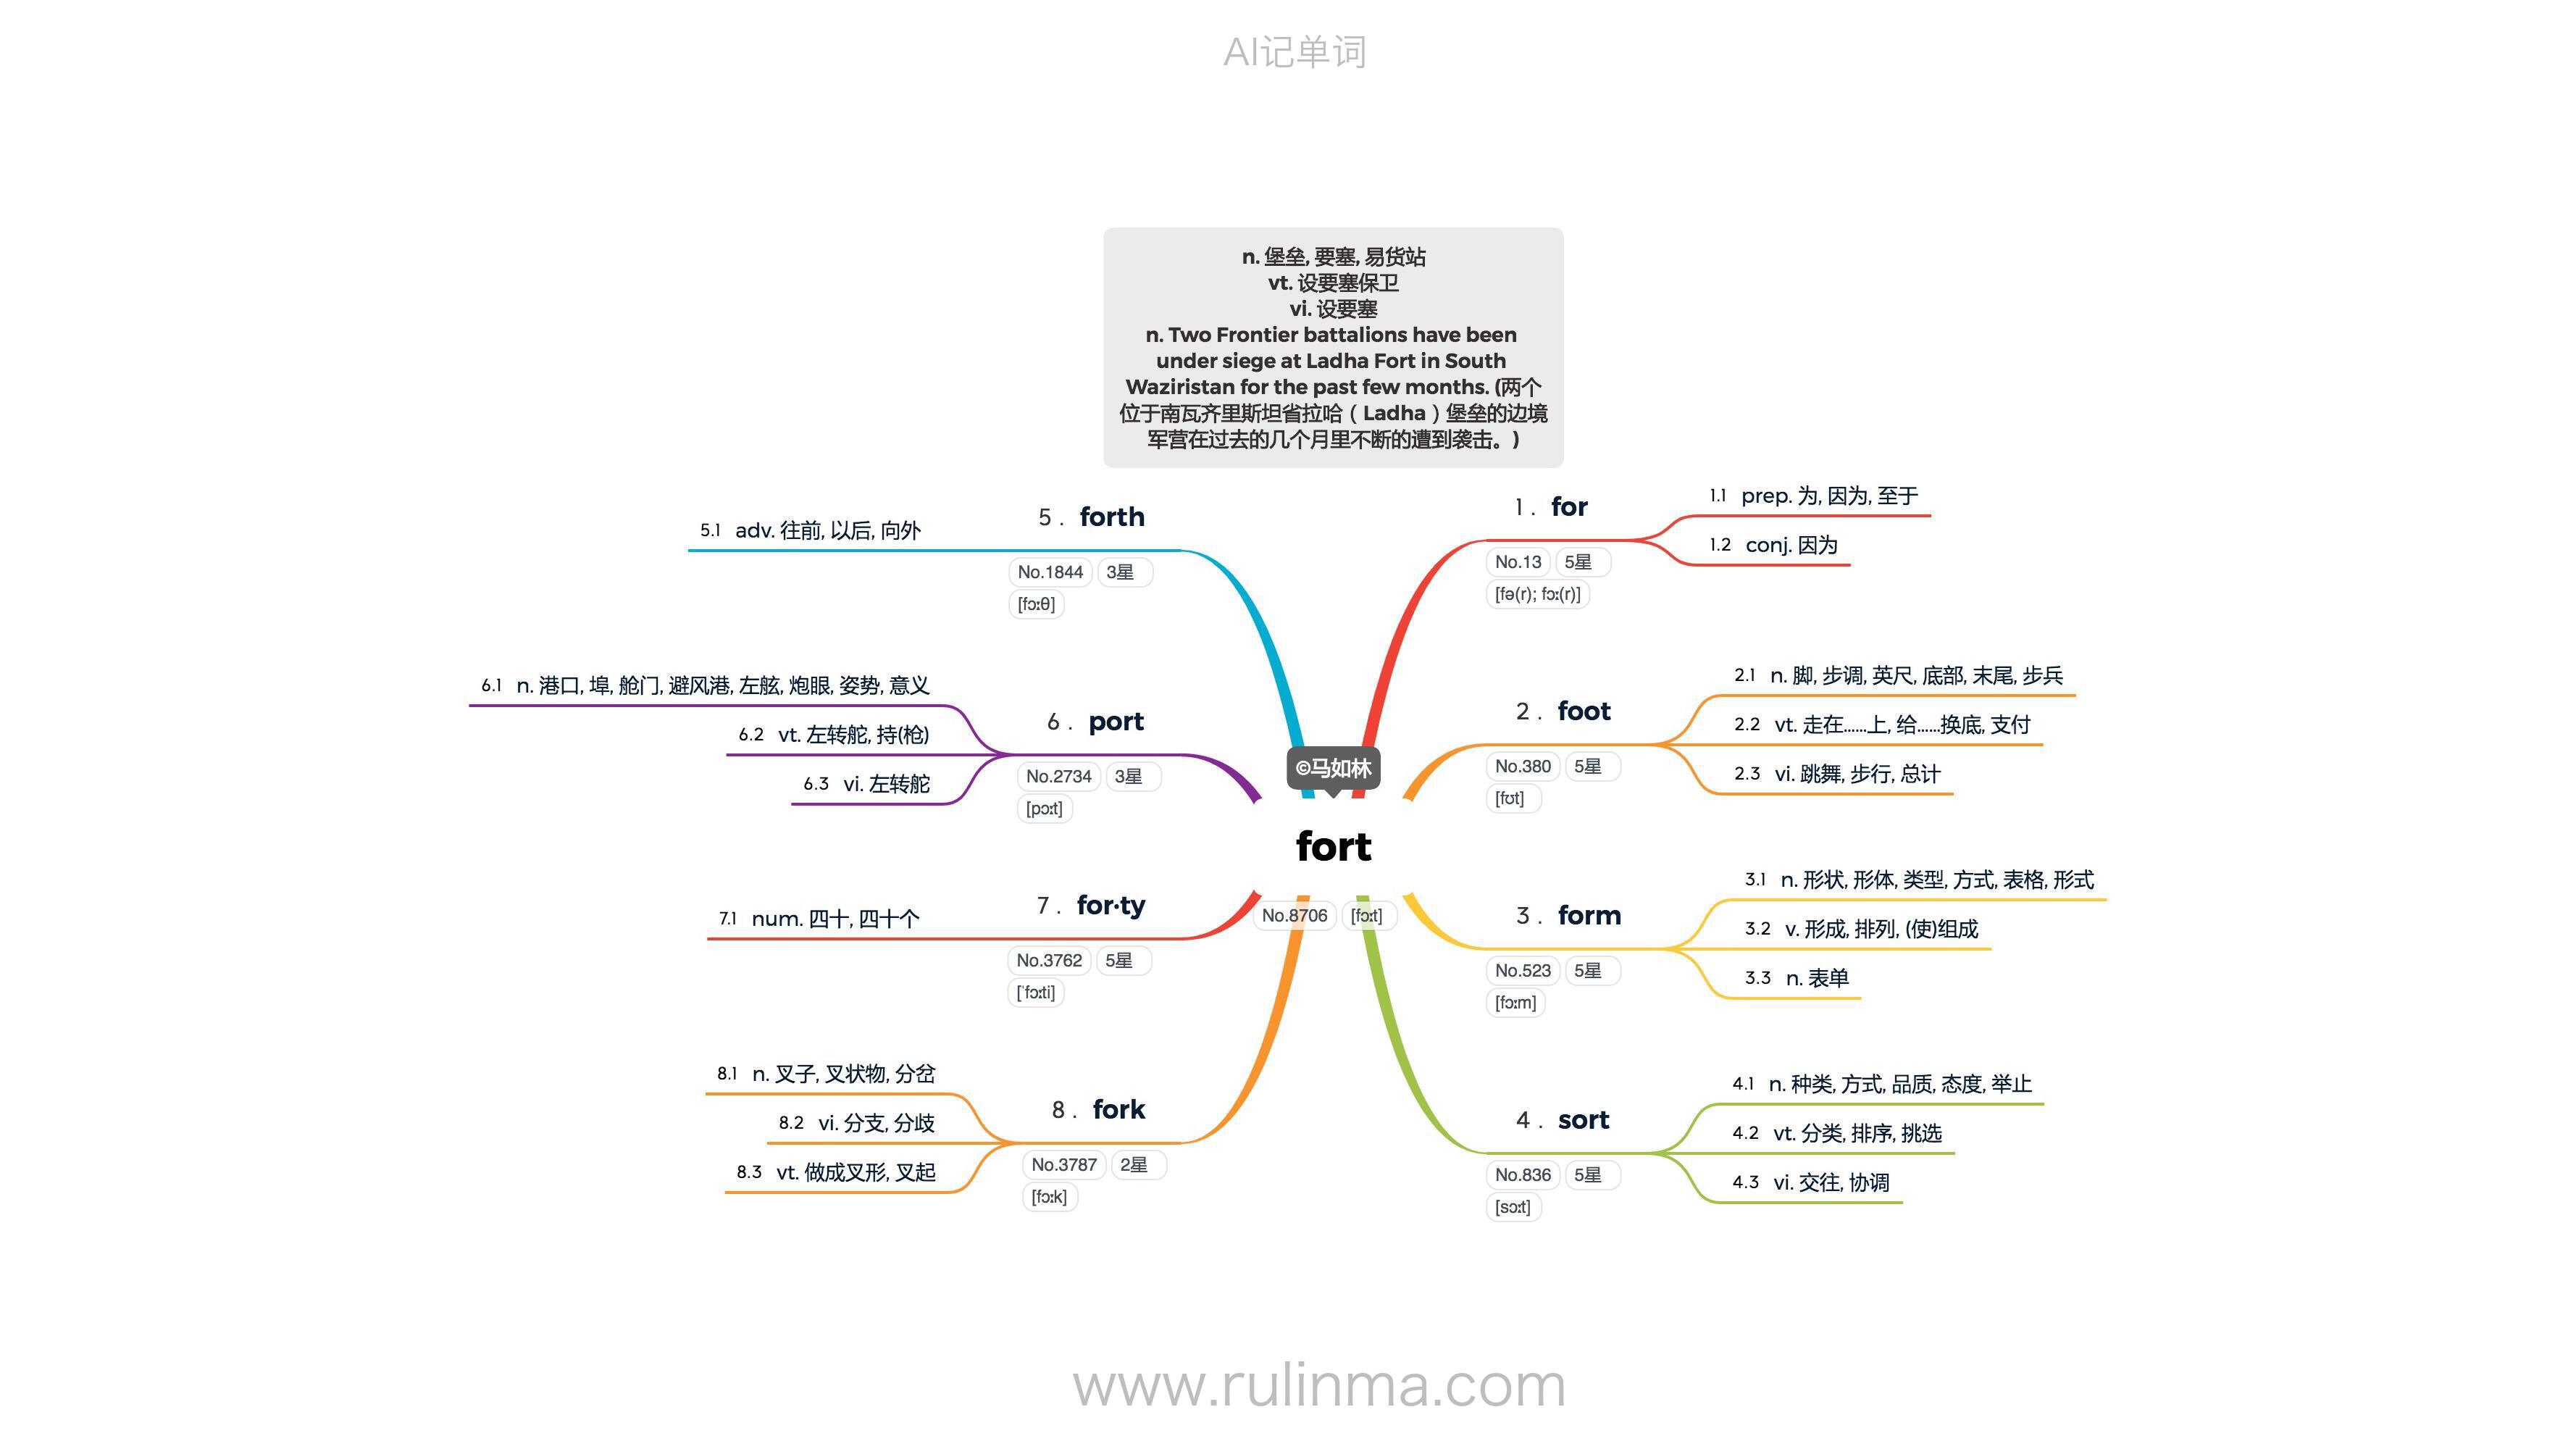 AI记单词
n. 堡垒, 要塞, 易货站
vt. 设要塞保卫
vi. 设要塞
n. Two Frontier battalions have been
under siege at Ladha Fort in South
Waziristan for the past few months. (两个
位于南瓦齐里斯坦省拉哈（Ladha）堡垒的边境
军营在过去的几个月里不断的遭到袭击。)
©马如林
fort
No.8706 [fɔːt]
1. for
No.13 5星
[fə(r); fɔː(r)]
1.1 prep. 为, 因为, 至于
1.2 conj. 因为
2. foot
No.380 5星
[fʊt]
2.1 n. 脚, 步调, 英尺, 底部, 末尾, 步兵
2.2 vt. 走在……上, 给……换底, 支付
2.3 vi. 跳舞, 步行, 总计
3. form
No.523 5星
[fɔːm]
3.1 n. 形状, 形体, 类型, 方式, 表格, 形式
3.2 v. 形成, 排列, (使)组成
3.3 n. 表单
4. sort
No.836 5星
[sɔːt]
4.1 n. 种类, 方式, 品质, 态度, 举止
4.2 vt. 分类, 排序, 挑选
4.3 vi. 交往, 协调
5. forth
No.1844 3星
[fɔːθ]
5.1 adv. 往前, 以后, 向外
6. port
No.2734 3星
[pɔːt]
6.1 n. 港口, 埠, 舱门, 避风港, 左舷, 炮眼, 姿势, 意义
6.2 vt. 左转舵, 持(枪)
6.3 vi. 左转舵
7. for·ty
No.3762 5星
[ˈfɔːti]
7.1 num. 四十, 四十个
8. fork
No.3787 2星
[fɔːk]
8.1 n. 叉子, 叉状物, 分岔
8.2 vi. 分支, 分歧
8.3 vt. 做成叉形, 叉起
www.rulinma.com